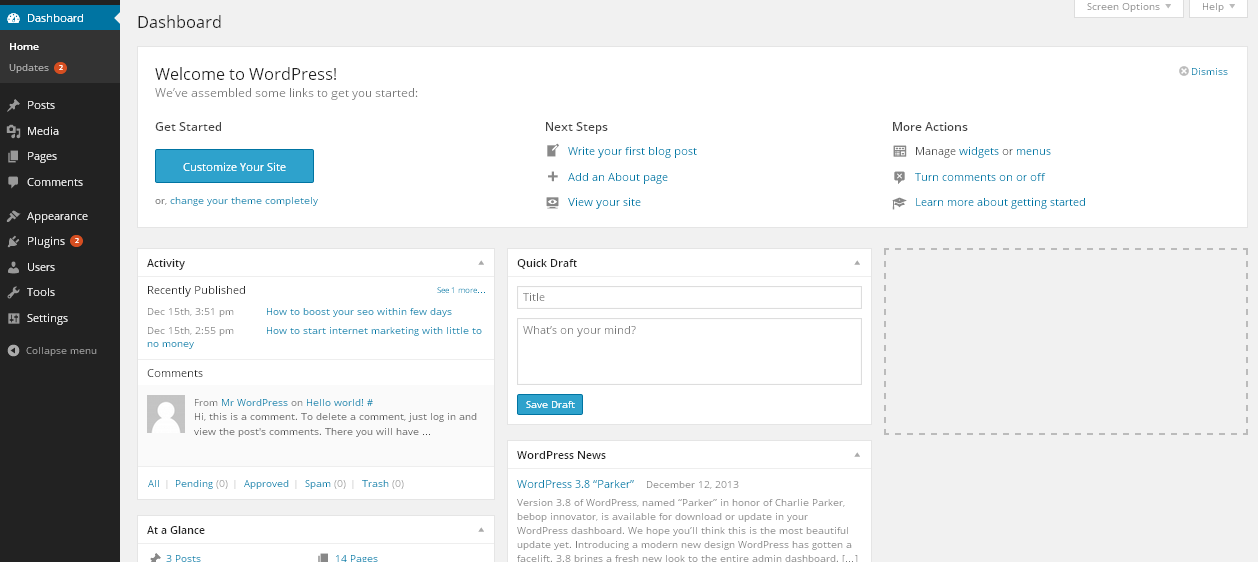 Dashboard
Home
Updates 2
Posts
Media
Pages
Comments
Appearance
Plugins 2
Users
Tools
Settings
Collapse menu
Screen Options
Help
Dashboard
Welcome to WordPress!
We've assembled some links to get you started:
Dismiss
Get Started
Customize Your Site
or, change your theme completely
Next Steps
Write your first blog post
Add an About page
View your site
More Actions
Manage widgets or menus
Turn comments on or off
Learn more about getting started
Activity
Recently Published
See 1 more...
Dec 15th, 3:51 pm How to boost your seo within few days
Dec 15th, 2:55 pm How to start internet marketing with little to
no money
Comments
From Mr WordPress on Hello world! #
Hi, this is a comment. To delete a comment, just log in and
view the post's comments. There you will have ...
All | Pending (0) | Approved | Spam (0) | Trash (0)
At a Glance
3 Posts
14 Pages
Quick Draft
Title
What's on your mind?
Save Draft
WordPress News
WordPress 3.8 “Parker” December 12, 2013
Version 3.8 of WordPress, named “Parker” in honor of Charlie Parker,
bebop innovator, is available for download or update in your
WordPress dashboard. We hope you'll think this is the most beautiful
update yet. Introducing a modern new design WordPress has gotten a
facelift. 3.8 brings a fresh new look to the entire admin dashboard. [...]